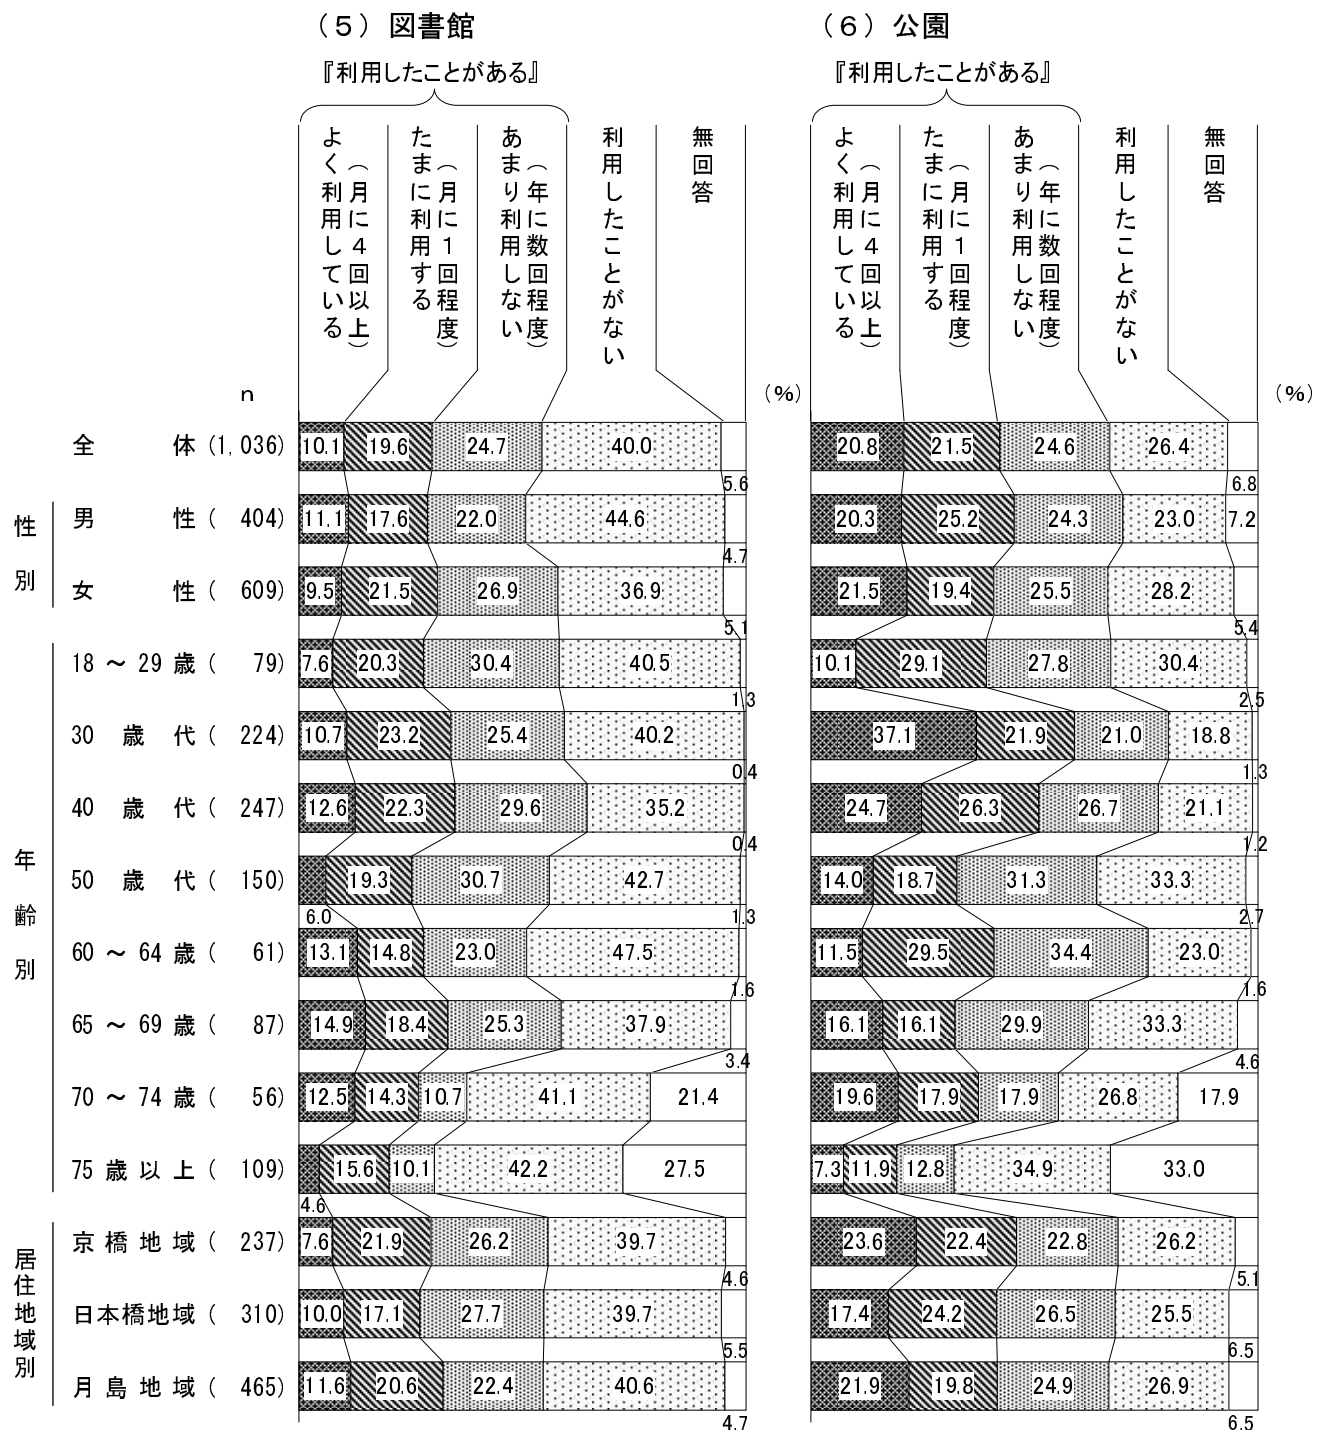 （５）図書館
『利用したことがある』
よく利用している
（月に４回以上）
たまに利用する
（月に１回程度）
あまり利用しない
（年に数回程度）
利用したことがない
無回答
（６）公園
『利用したことがある』
よく利用している
（月に４回以上）
たまに利用する
（月に１回程度）
あまり利用しない
（年に数回程度）
利用したことがない
無回答
n (%) (%)
全体(1,036) 10.1 19.6 24.7 40.0 5.6 20.8 21.5 24.6 26.4 6.8
性別
男性( 404) 11.1 17.6 22.0 44.6 4.7 20.3 25.2 24.3 23.0 7.2
女性( 609) 9.5 21.5 26.9 36.9 5.1 21.5 19.4 25.5 28.2 5.4
年齢別
18～29歳( 79) 7.6 20.3 30.4 40.5 1.3 10.1 29.1 27.8 30.4 2.5
30歳代( 224) 10.7 23.2 25.4 40.2 0.4 37.1 21.9 21.0 18.8 1.3
40歳代( 247) 12.6 22.3 29.6 35.2 0.4 24.7 26.3 26.7 21.1 1.2
50歳代( 150) 6.0 19.3 30.7 42.7 1.3 14.0 18.7 31.3 33.3 2.7
60～64歳( 61) 13.1 14.8 23.0 47.5 1.6 11.5 29.5 34.4 23.0 1.6
65～69歳( 87) 14.9 18.4 25.3 37.9 3.4 16.1 16.1 29.9 33.3 4.6
70～74歳( 56) 12.5 14.3 10.7 41.1 21.4 19.6 17.9 17.9 26.8 17.9
75歳以上( 109) 4.6 15.6 10.1 42.2 27.5 7.3 11.9 12.8 34.9 33.0
居住地域別
京橋地域( 237) 7.6 21.9 26.2 39.7 4.6 23.6 22.4 22.8 26.2 5.1
日本橋地域( 310) 10.0 17.1 27.7 39.7 5.5 17.4 24.2 26.5 25.5 6.5
月島地域( 465) 11.6 20.6 22.4 40.6 4.7 21.9 19.8 24.9 26.9 6.5